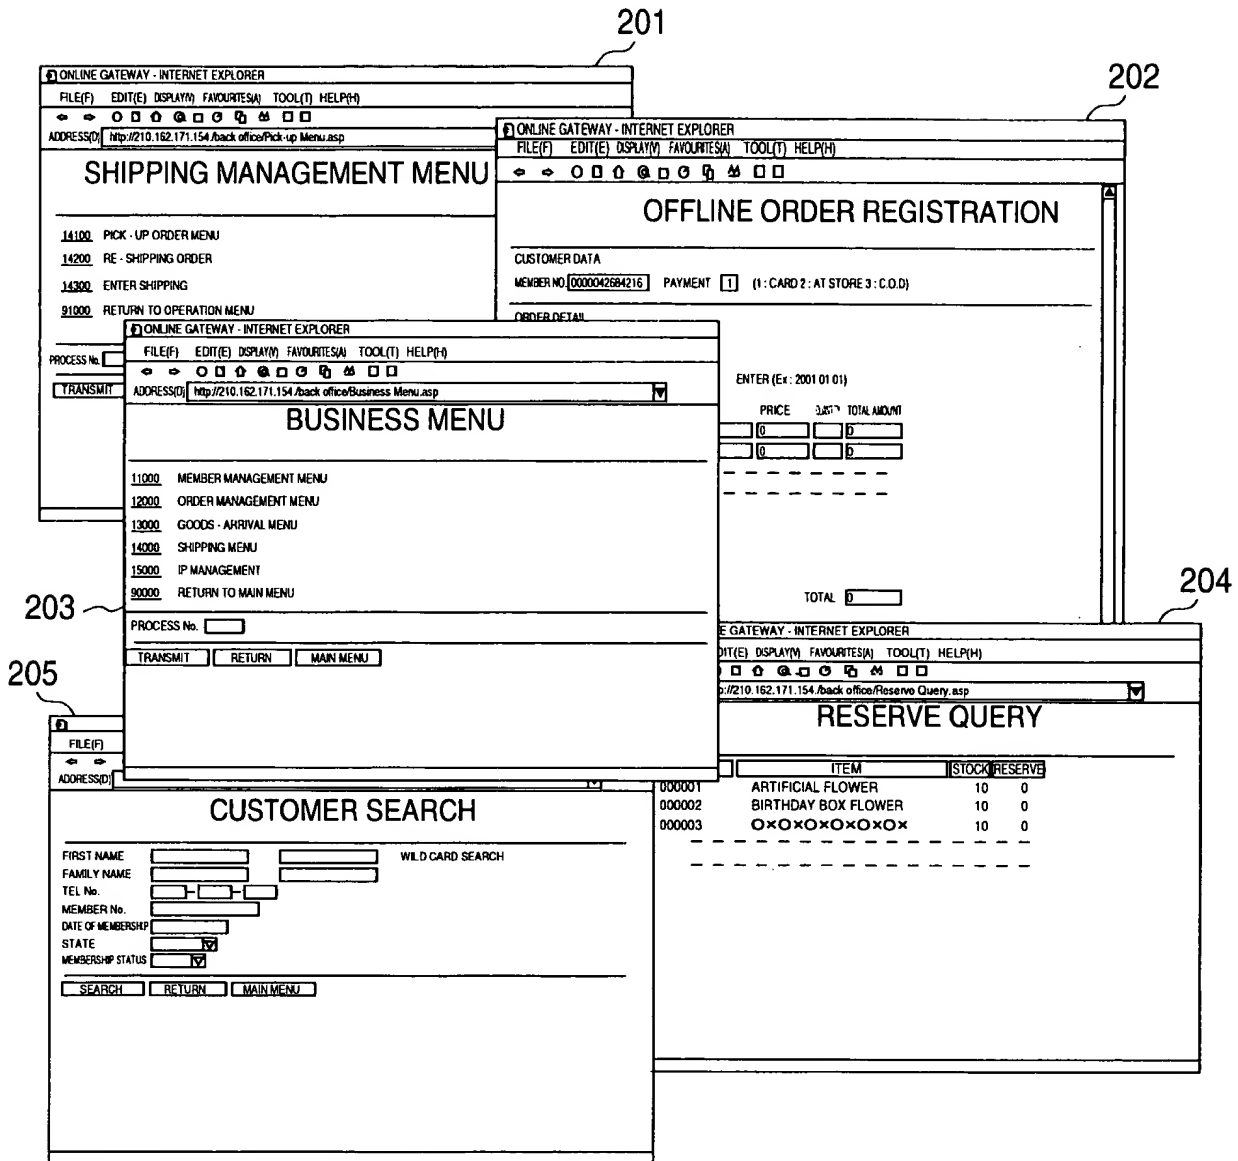 201
ONLINE GATEWAY - INTERNET EXPLORER
FILE(F) EDIT(E) DISPLAY(V) FAVOURITES(A) TOOL(T) HELP(H)
ADDRESS(D) http://210.162.171.154./back office/Pick-up Menu.asp
SHIPPING MANAGEMENT MENU
14100 PICK - UP ORDER MENU
14200 RE - SHIPPING ORDER
14300 ENTER SHIPPING
91000 RETURN TO OPERATION MENU
PROCESS No.
TRANSMIT
202
ONLINE GATEWAY - INTERNET EXPLORER
FILE(F) EDIT(E) DISPLAY(V) FAVOURITES(A) TOOL(T) HELP(H)
OFFLINE ORDER REGISTRATION
CUSTOMER DATA
MEMBER NO. 0000042684216 PAYMENT 1 (1 : CARD 2 : AT STORE 3 : C.O.D)
ORDER DETAIL
ENTER (Ex : 2001 01 01)
PRICE TOTAL AMOUNT
0 0
0 0
TOTAL 0
203
ONLINE GATEWAY - INTERNET EXPLORER
FILE(F) EDIT(E) DISPLAY(V) FAVOURITES(A) TOOL(T) HELP(H)
ADDRESS(D) http://210.162.171.154./back office/Business Menu.asp
BUSINESS MENU
11000 MEMBER MANAGEMENT MENU
12000 ORDER MANAGEMENT MENU
13000 GOODS - ARRIVAL MENU
14000 SHIPPING MENU
15000 IP MANAGEMENT
90000 RETURN TO MAIN MENU
PROCESS No.
TRANSMIT RETURN MAIN MENU
204
E GATEWAY - INTERNET EXPLORER
DIT(E) DISPLAY(V) FAVOURITES(A) TOOL(T) HELP(H)
p://210.162.171.154./back office/Reserve Query.asp
RESERVE QUERY
ITEM STOCK RESERVE
000001 ARTIFICIAL FLOWER 10 0
000002 BIRTHDAY BOX FLOWER 10 0
000003 O×O×O×O×O×O× 10 0
205
FILE(F)
ADDRESS(D)
CUSTOMER SEARCH
FIRST NAME WILD CARD SEARCH
FAMILY NAME
TEL No. - -
MEMBER No.
DATE OF MEMBERSHIP
STATE
MEMBERSHIP STATUS
SEARCH RETURN MAIN MENU